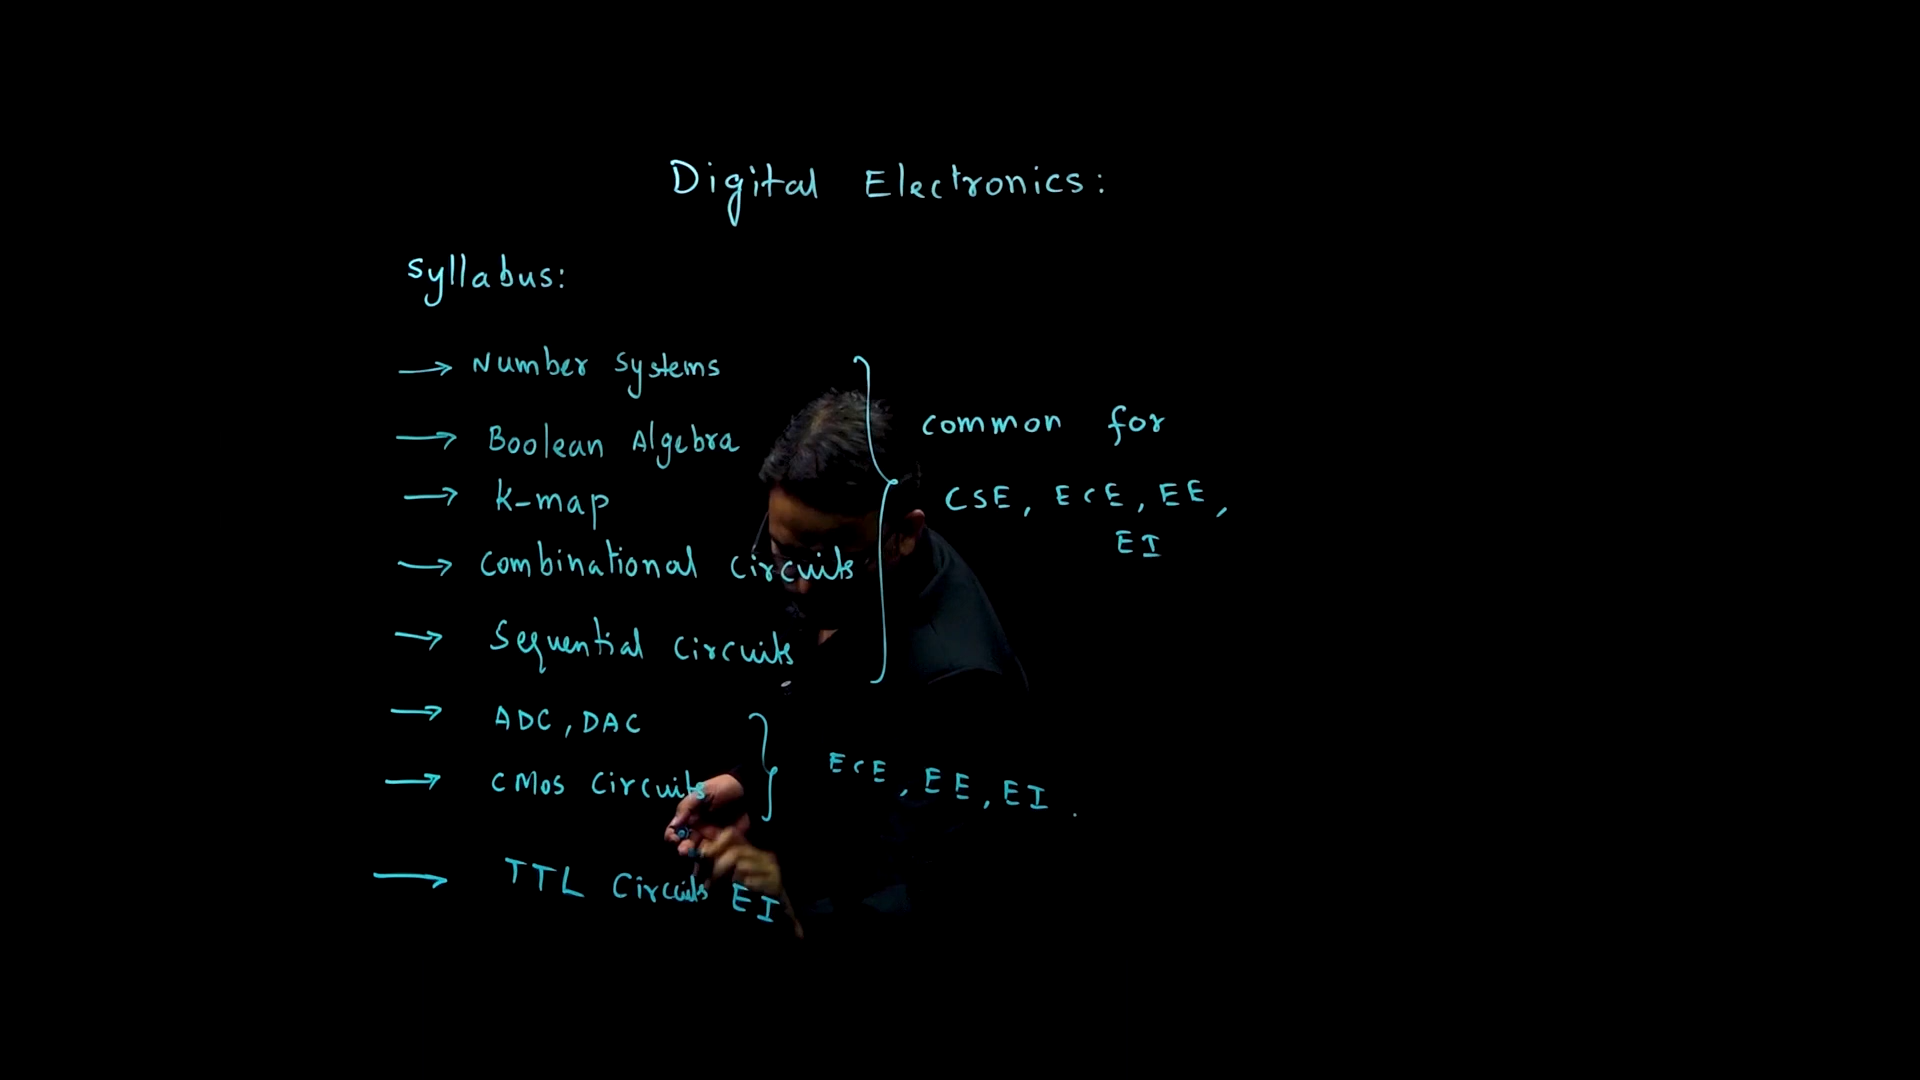 Digital Electronics:
Syllabus:
→ Number Systems
→ Boolean Algebra
→ K-map
→ Combinational Circuits
→ Sequential Circuits
common for
CSE, ECE, EE,
EI
→ ADC, DAC
→ CMOS Circuits
ECE, EE, EI.
→ TTL Circuits EI